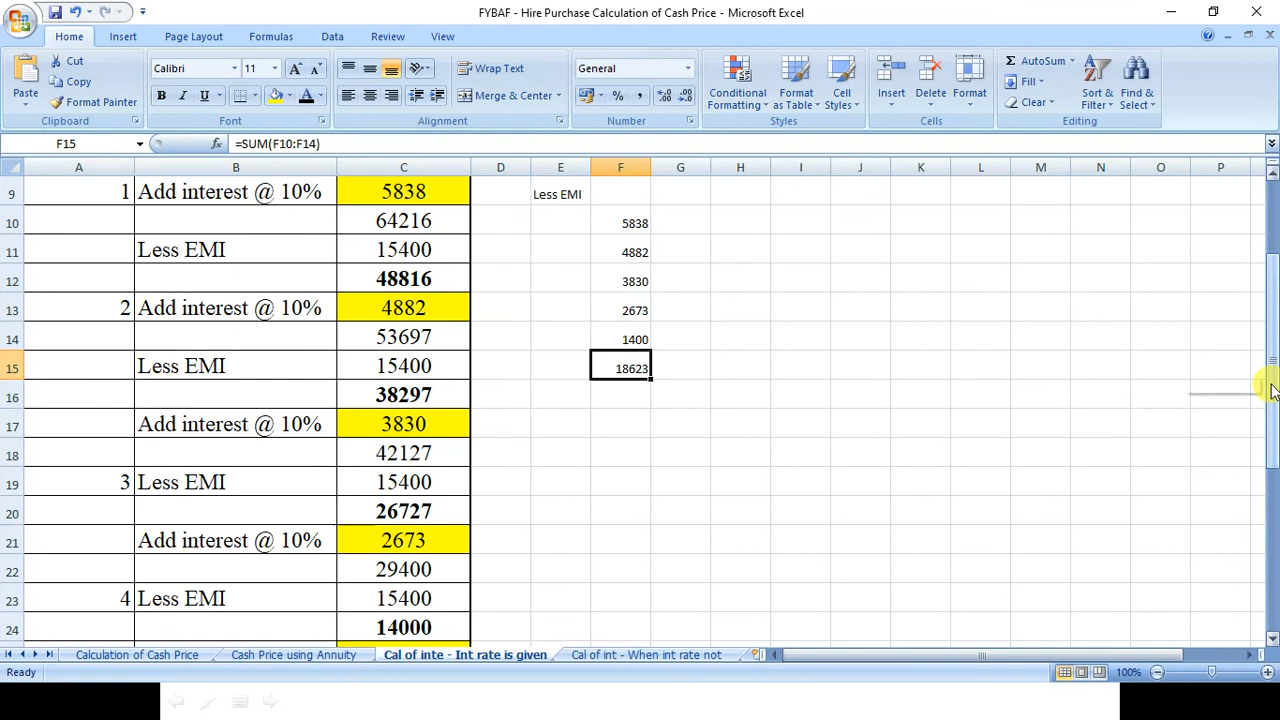 FYBAF - Hire Purchase Calculation of Cash Price - Microsoft Excel
Home Insert Page Layout Formulas Data Review View
Paste
Cut
Copy
Format Painter
Clipboard
Calibri 11
B I U
Font
Wrap Text
Merge & Center
Alignment
General
Number
Conditional Formatting
Format as Table
Cell Styles
Styles
Insert
Delete
Format
Cells
AutoSum
Fill
Clear
Sort & Filter
Find & Select
Editing
F15 fx =SUM(F10:F14)
A B C D E F G H I J K L M N O P
9 1 Add interest @ 10% 5838 Less EMI
10 64216 5838
11 Less EMI 15400 4882
12 48816 3830
13 2 Add interest @ 10% 4882 2673
14 53697 1400
15 Less EMI 15400 18623
16 38297
17 Add interest @ 10% 3830
18 42127
19 3 Less EMI 15400
20 26727
21 Add interest @ 10% 2673
22 29400
23 4 Less EMI 15400
24 14000
Calculation of Cash Price Cash Price using Annuity Cal of inte - Int rate is given Cal of int - When int rate not
Ready 100%